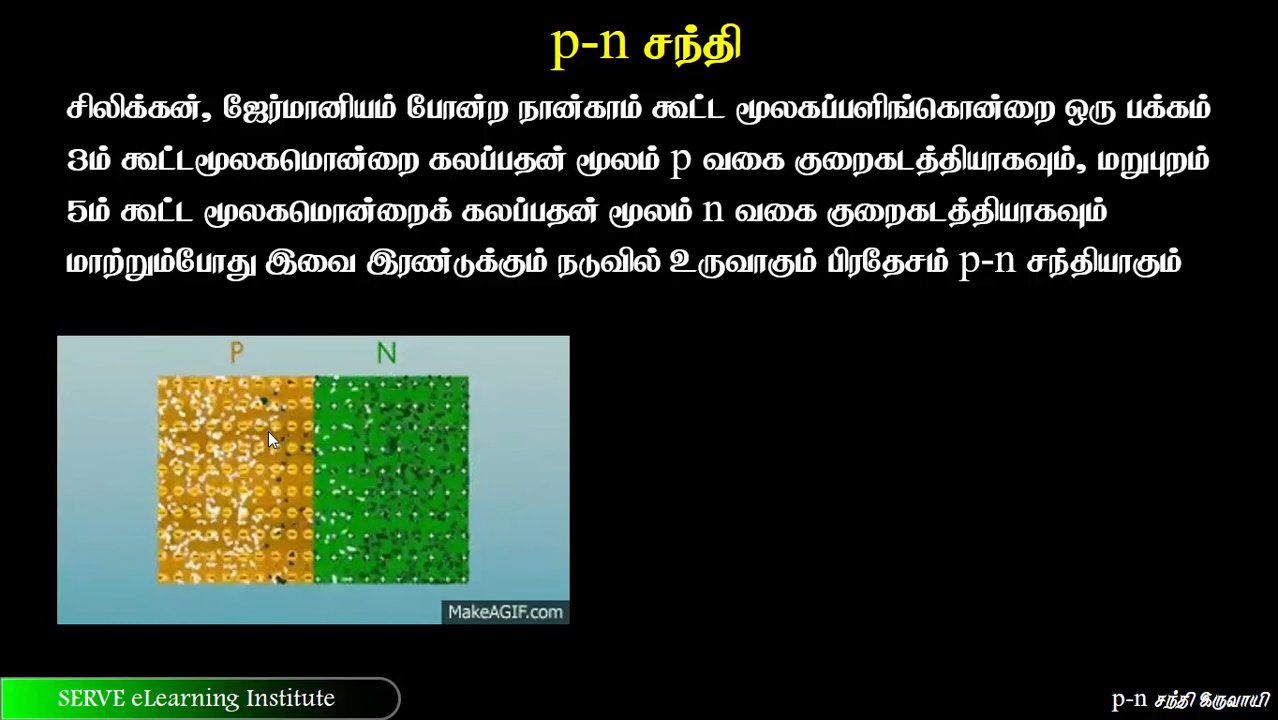 p-n சந்தி
சிலிக்கன், ஜேர்மானியம் போன்ற நான்காம் கூட்ட மூலகப்பளிங்கொன்றை ஒரு பக்கம்
3ம் கூட்டமூலகமொன்றை கலப்பதன் மூலம் p வகை குறைகடத்தியாகவும், மறுபுறம்
5ம் கூட்ட மூலகமொன்றைக் கலப்பதன் மூலம் n வகை குறைகடத்தியாகவும்
மாற்றும்போது இவை இரண்டுக்கும் நடுவில் உருவாகும் பிரதேசம் p-n சந்தியாகும்
P N
MakeAGIF.com
SERVE eLearning Institute
p-n சந்தி இருவாயி